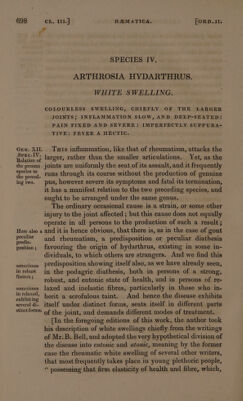 698 CL. III.] HÆMATICA. [ORD. II.
SPECIES IV.
ARTHROSIA HYDARTHRUS.
WHITE SWELLING.
COLOURLESS SWELLING, CHIEFLY OF THE LARGER
JOINTS; INFLAMMATION SLOW, AND DEEP-SEATED:
PAIN FIXED AND SEVERE: IMPERFECTLY SUPPURA-
TIVE: FEVER A HECTIC.
Gen. XII.
Spec. IV.
Relation of
the present
species to
the preced-
ing two.
This inflammation, like that of rheumatism, attacks the
larger, rather than the smaller articulations. Yet, as the
joints are uniformly the seat of its assault, and it frequently
runs through its course without the production of genuine
pus, however severe its symptoms and fatal its termination,
it has a manifest relation to the two preceding species, and
ought to be arranged under the same genus.
The ordinary occasional cause is a strain, or some other
injury to the joint affected; but this cause does not equally
operate in all persons to the production of such a result;
Here also a
peculiar
predis-
position;
and it is hence obvious, that there is, as in the case of gout
and rheumatism, a predisposition or peculiar diathesis
favouring the origin of hydarthrus, existing in some in-
dividuals, to which others are strangers. And we find this
sometimes
in robust
frames;
predisposing showing itself also, as we have already seen,
in the podagric diathesis, both in persons of a strong,
robust, and entonic state of health, and in persons of re-
sometimes
in relaxed,
exhibiting
several di-
stinct forms.
laxed and inelastic fibres, particularly in those who in-
herit a scrofulous taint. And hence the disease exhibits
itself under distinct forms, seats itself in different parts
of the joint, and demands different modes of treatment.
[In the foregoing editions of this work, the author took
his description of white swellings chiefly from the writings
of Mr. B. Bell, and adopted the very hypothetical division of
the disease into entonic and atonic, meaning by the former
case the rheumatic white swelling of several other writers,
that most frequently takes place in young plethoric people,
" possessing that firm elasticity of health and fibre, which,